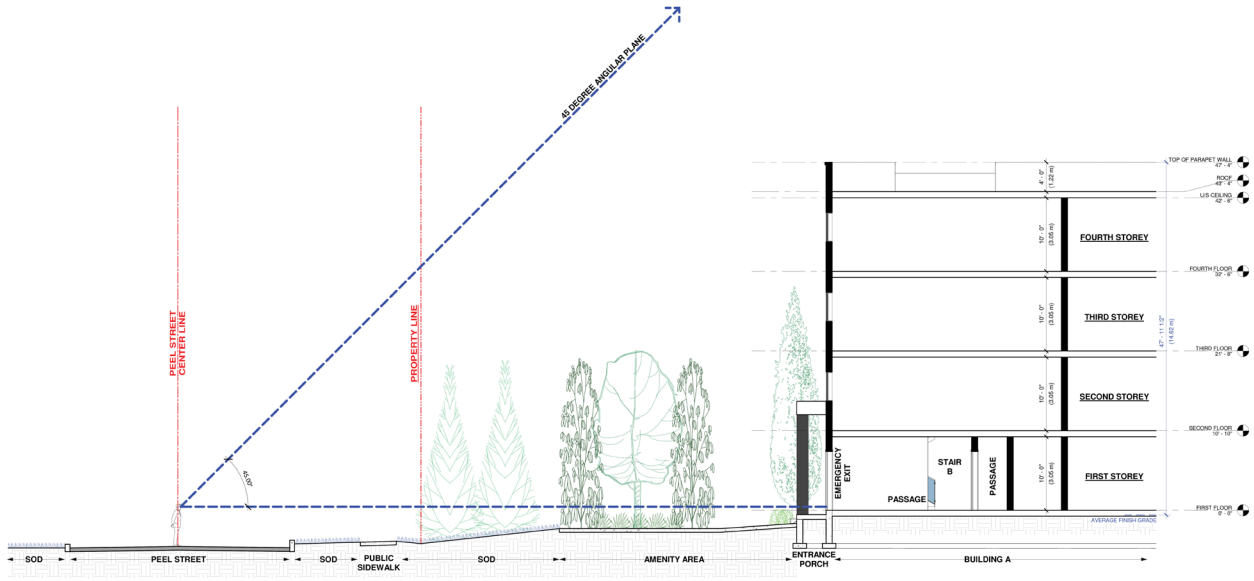 45 DEGREE ANGULAR PLANE
PEEL STREET
CENTER LINE
PROPERTY LINE
45.00°
TOP OF PARAPET WALL
47' - 4"
ROOF
43' - 4"
U/S CEILING
42' - 6"
4' - 0"
(1.22 m)
10' - 0"
(3.05 m)
FOURTH STOREY
FOURTH FLOOR
32' - 6"
10' - 0"
(3.05 m)
THIRD STOREY
47' - 11 1/2"
(14.62 m)
THIRD FLOOR
21' - 8"
10' - 0"
(3.05 m)
SECOND STOREY
SECOND FLOOR
10' - 10"
EMERGENCY
EXIT
STAIR
B
PASSAGE
PASSAGE
10' - 0"
(3.05 m)
FIRST STOREY
FIRST FLOOR
0' - 0"
AVERAGE FINISH GRADE
SOD
PEEL STREET
SOD
PUBLIC
SIDEWALK
SOD
AMENITY AREA
ENTRANCE
PORCH
BUILDING A